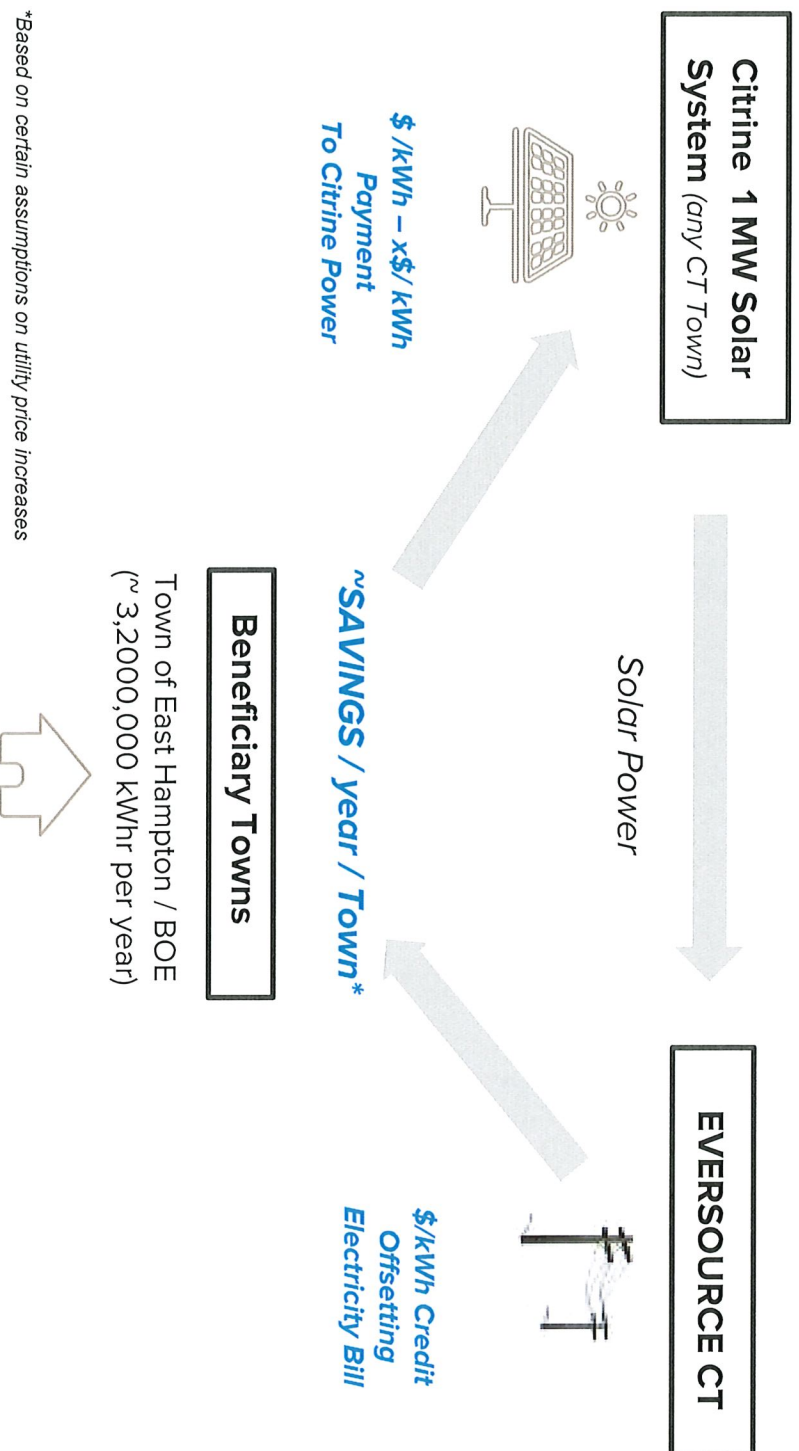 Citrine 1 MW Solar
System (any CT Town)
Solar Power
EVERSOURCE CT
$ /kWh – x$/ kWh
Payment
To Citrine Power
$/kWh Credit
Offsetting
Electricity Bill
~SAVINGS / year / Town*
Beneficiary Towns
Town of East Hampton / BOE
(~ 3,2000,000 kWhr per year)
*Based on certain assumptions on utility price increases